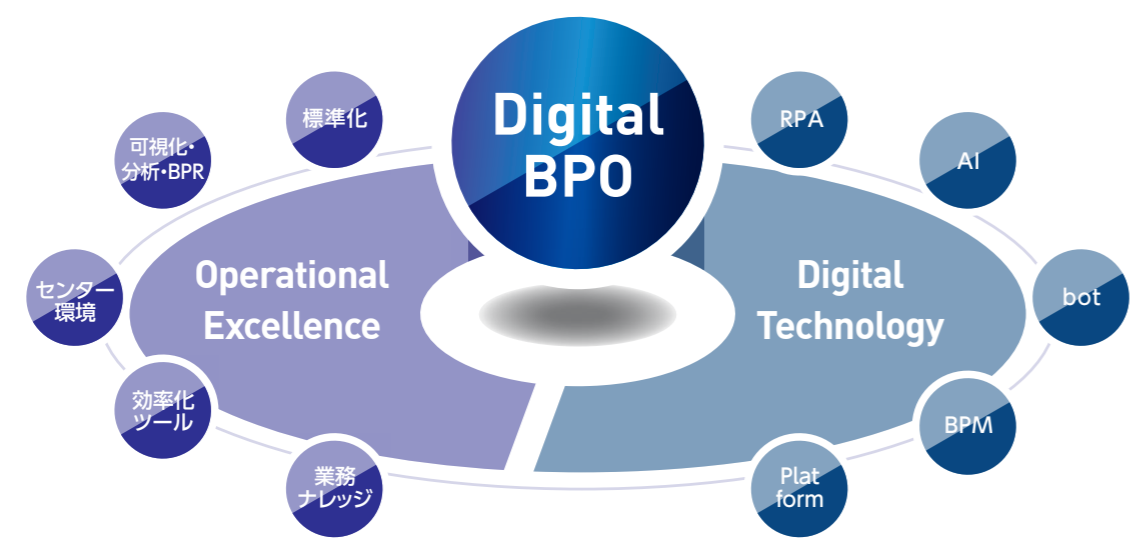 Digital
BPO
標準化
可視化・
分析・BPR
センター
環境
効率化
ツール
業務
ナレッジ
Operational
Excellence
Digital
Technology
RPA
AI
bot
BPM
Plat
form